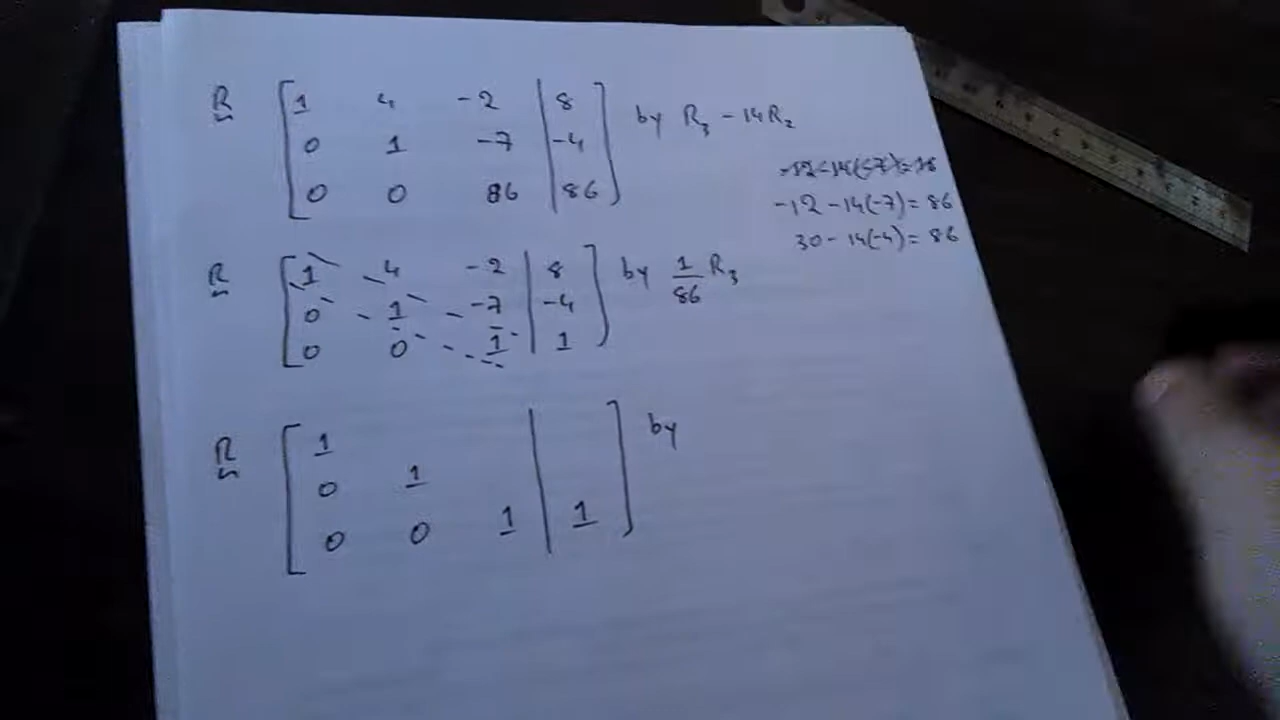 R [ 1 4 -2 | 8 ] by R₃ - 14R₂
0 1 -7 | -4
-12 - 14(-7) = 86
0 0 86 | 86
30 - 14(-4) = 86
R [ 1 4 -2 | 8 ] by 1/86 R₃
0 1 -7 | -4
0 0 1 | 1
R [ 1 | ] by
0 1
0 0 1 | 1